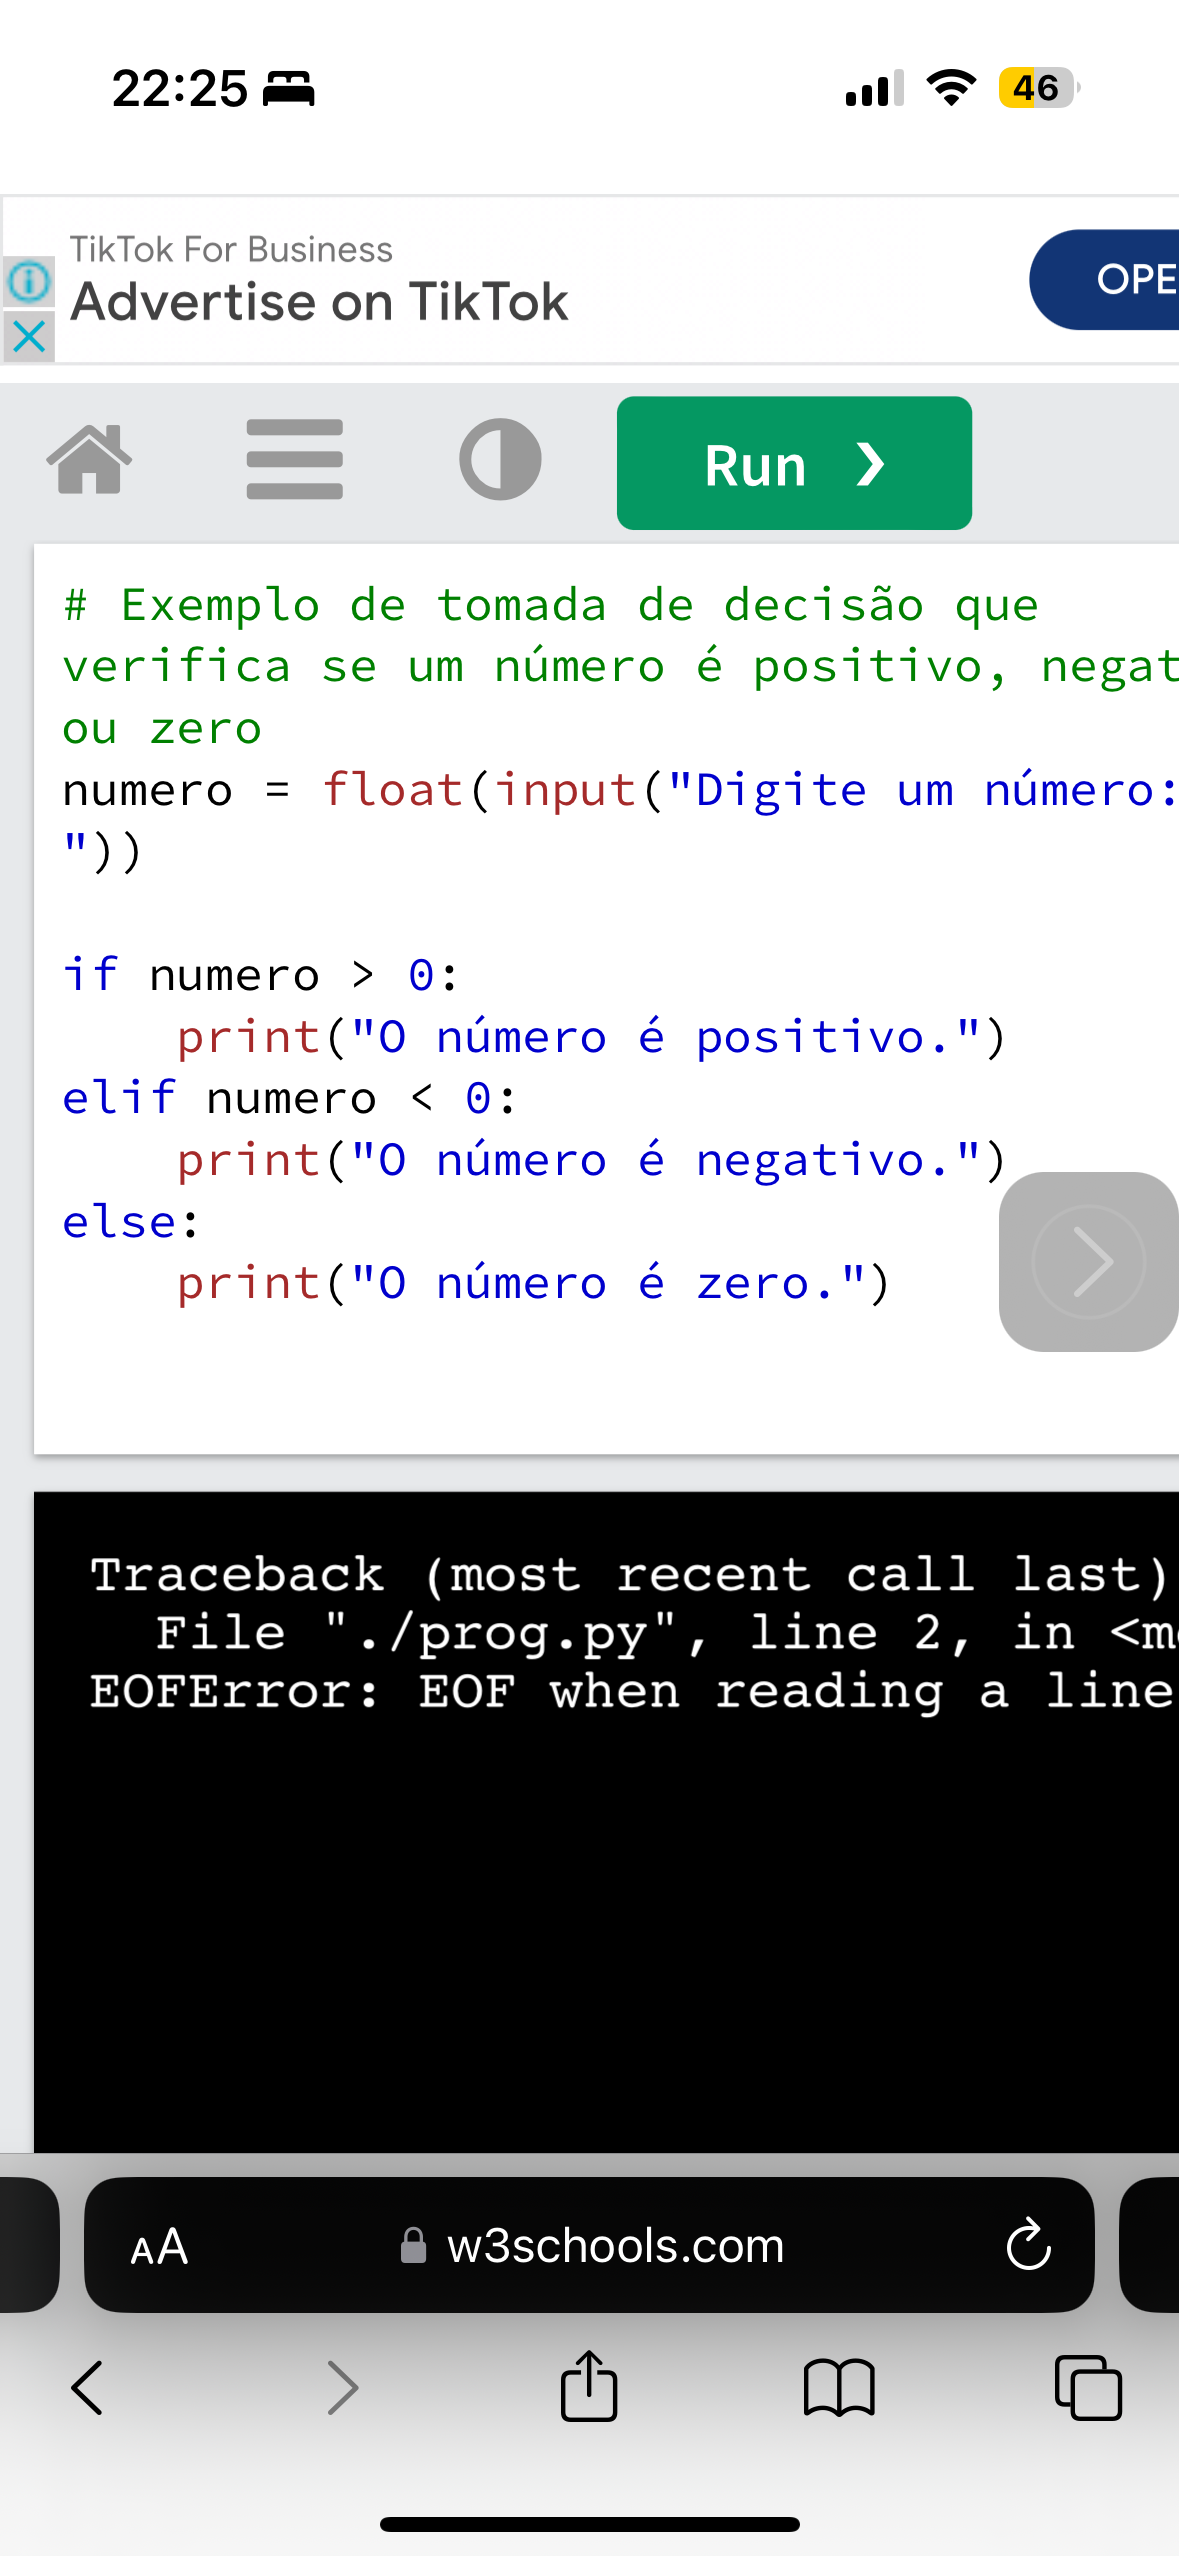 22:25
46
TikTok For Business
Advertise on TikTok
OPE
Run ❯
# Exemplo de tomada de decisão que
verifica se um número é positivo, negat
ou zero
numero = float(input("Digite um número:
"))
if numero > 0:
    print("O número é positivo.")
elif numero < 0:
    print("O número é negativo.")
else:
    print("O número é zero.")
Traceback (most recent call last)
  File "./prog.py", line 2, in <m
EOFError: EOF when reading a line
AA
w3schools.com